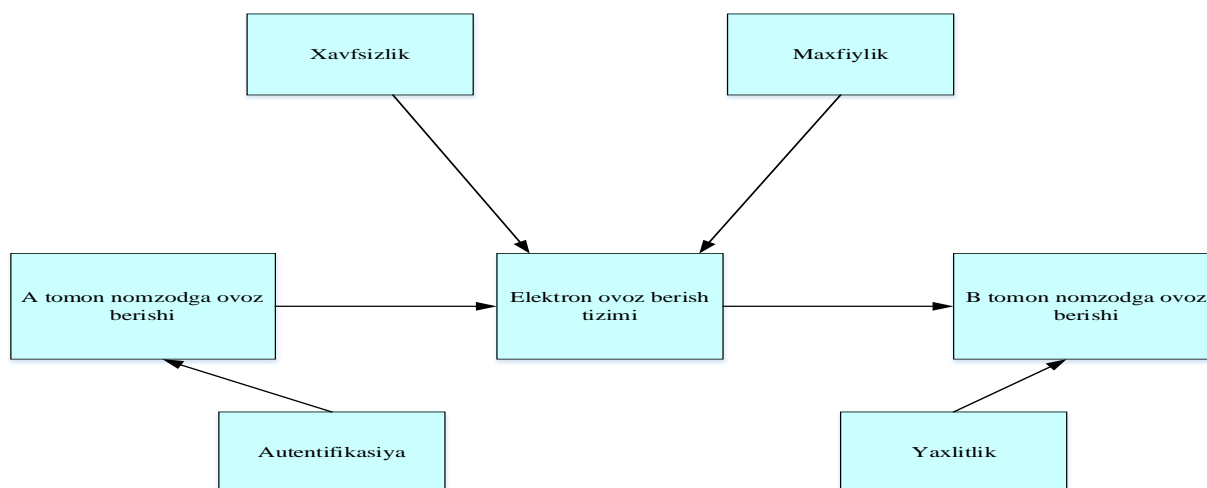 Xavfsizlik
Maxfiylik
A tomon nomzodga ovoz
berishi
Elektron ovoz berish
tizimi
B tomon nomzodga ovoz
berishi
Autentifikasiya
Yaxlitlik